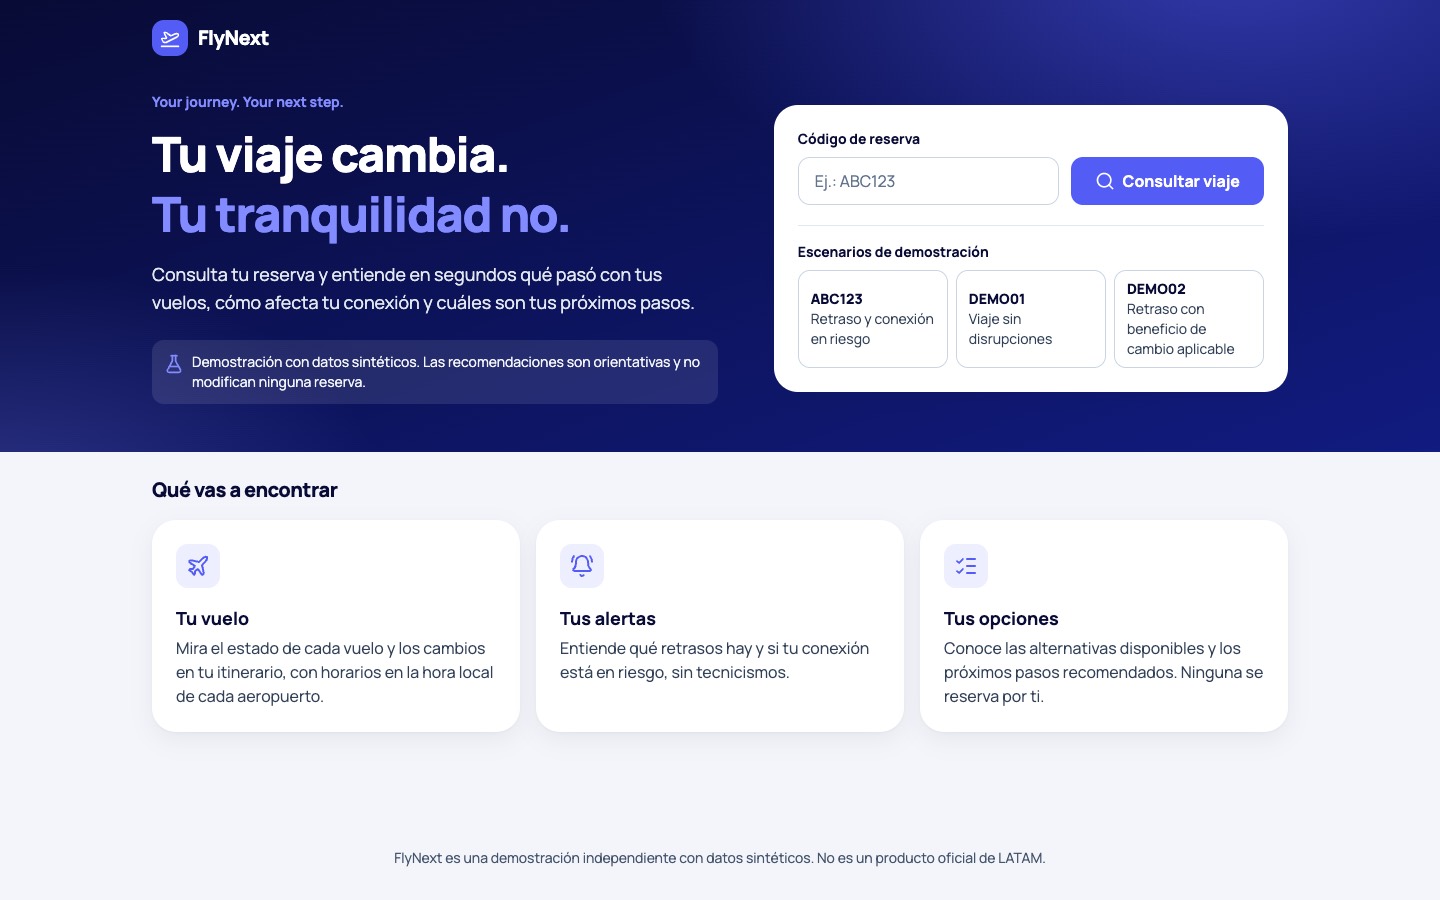 FlyNext
Your journey. Your next step.
Tu viaje cambia.
Tu tranquilidad no.
Consulta tu reserva y entiende en segundos qué pasó con tus
vuelos, cómo afecta tu conexión y cuáles son tus próximos pasos.
Demostración con datos sintéticos. Las recomendaciones son orientativas y no
modifican ninguna reserva.
Código de reserva
Ej.: ABC123
Consultar viaje
Escenarios de demostración
ABC123
Retraso y conexión
en riesgo
DEMO01
Viaje sin
disrupciones
DEMO02
Retraso con
beneficio de
cambio aplicable
Qué vas a encontrar
Tu vuelo
Mira el estado de cada vuelo y los cambios
en tu itinerario, con horarios en la hora local
de cada aeropuerto.
Tus alertas
Entiende qué retrasos hay y si tu conexión
está en riesgo, sin tecnicismos.
Tus opciones
Conoce las alternativas disponibles y los
próximos pasos recomendados. Ninguna se
reserva por ti.
FlyNext es una demostración independiente con datos sintéticos. No es un producto oficial de LATAM.